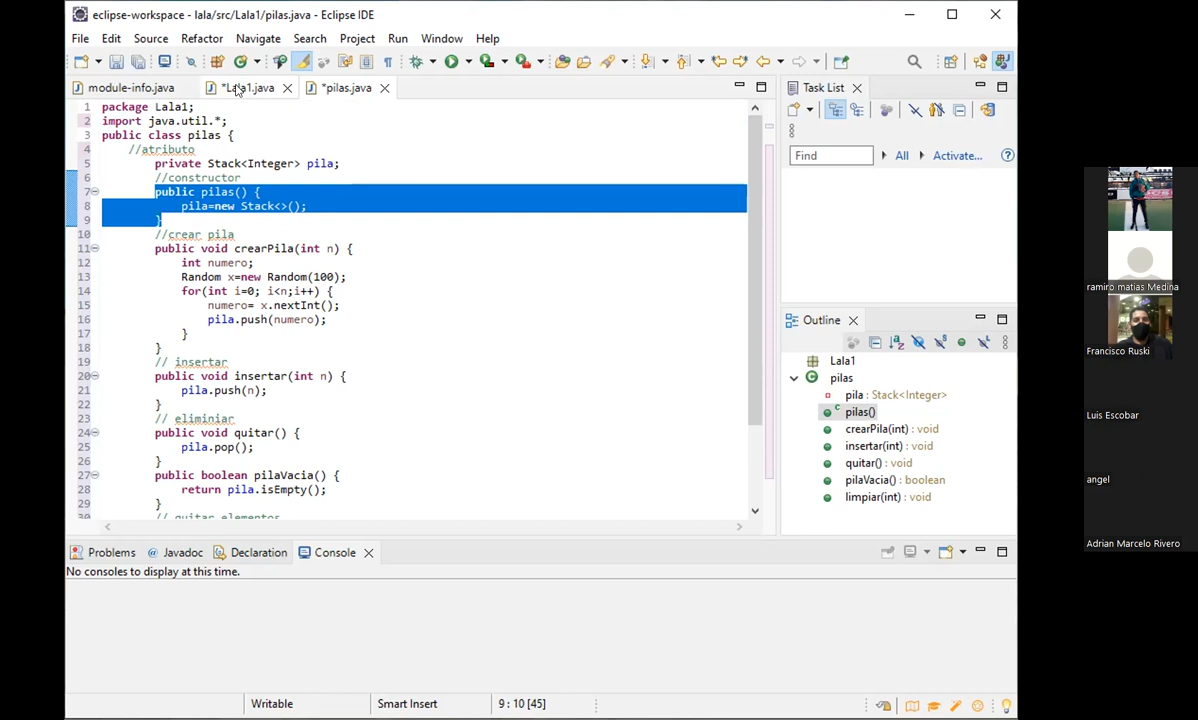 eclipse-workspace - lala/src/Lala1/pilas.java - Eclipse IDE
File Edit Source Refactor Navigate Search Project Run Window Help
module-info.java *Lala1.java *pilas.java
1 package Lala1;
2 import java.util.*;
3 public class pilas {
4 //atributo
5 private Stack<Integer> pila;
6 //constructor
7 public pilas() {
8 pila=new Stack<>();
9 }
10 //crear pila
11 public void crearPila(int n) {
12 int numero;
13 Random x=new Random(100);
14 for(int i=0; i<n;i++) {
15 numero= x.nextInt();
16 pila.push(numero);
17 }
18 }
19 // insertar
20 public void insertar(int n) {
21 pila.push(n);
22 }
23 // eliminiar
24 public void quitar() {
25 pila.pop();
26 }
27 public boolean pilaVacia() {
28 return pila.isEmpty();
29 }
30 // quitar elementos
Task List
Find All Activate...
Outline
Lala1
pilas
pila : Stack<Integer>
pilas()
crearPila(int) : void
insertar(int) : void
quitar() : void
pilaVacia() : boolean
limpiar(int) : void
Problems Javadoc Declaration Console
No consoles to display at this time.
Writable Smart Insert 9 : 10 [45]
ramiro matias Medina
Francisco Ruski
Luis Escobar
angel
Adrian Marcelo Rivero